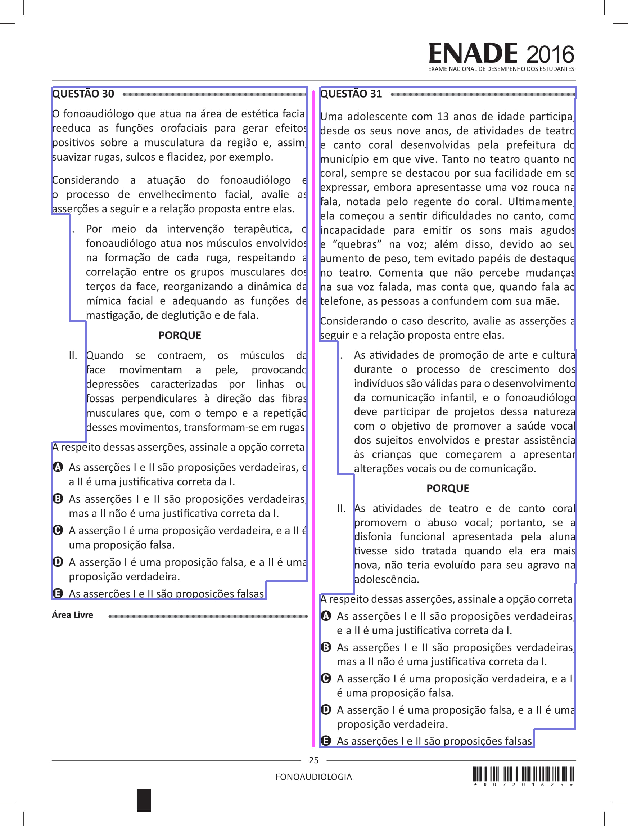 ENADE 2016
EXAME NACIONAL DE DESEMPENHO DOS ESTUDANTES
QUESTÃO 30
O fonoaudiólogo que atua na área de estética facia
reeduca as funções orofaciais para gerar efeitos
positivos sobre a musculatura da região e, assim,
suavizar rugas, sulcos e flacidez, por exemplo.
Considerando a atuação do fonoaudiólogo e
o processo de envelhecimento facial, avalie as
asserções a seguir e a relação proposta entre elas.
. Por meio da intervenção terapêutica, o
fonoaudiólogo atua nos músculos envolvidos
na formação de cada ruga, respeitando a
correlação entre os grupos musculares dos
terços da face, reorganizando a dinâmica da
mímica facial e adequando as funções de
mastigação, de deglutição e de fala.
PORQUE
II. Quando se contraem, os músculos da
face movimentam a pele, provocando
depressões caracterizadas por linhas ou
fossas perpendiculares à direção das fibras
musculares que, com o tempo e a repetição
desses movimentos, transformam-se em rugas
A respeito dessas asserções, assinale a opção correta
A As asserções I e II são proposições verdadeiras, e
a II é uma justificativa correta da I.
B As asserções I e II são proposições verdadeiras,
mas a II não é uma justificativa correta da I.
C A asserção I é uma proposição verdadeira, e a II é
uma proposição falsa.
D A asserção I é uma proposição falsa, e a II é uma
proposição verdadeira.
E As asserções I e II são proposições falsas
Área Livre
QUESTÃO 31
Uma adolescente com 13 anos de idade participa,
desde os seus nove anos, de atividades de teatro
e canto coral desenvolvidas pela prefeitura do
município em que vive. Tanto no teatro quanto no
coral, sempre se destacou por sua facilidade em se
expressar, embora apresentasse uma voz rouca na
fala, notada pelo regente do coral. Ultimamente,
ela começou a sentir dificuldades no canto, como
incapacidade para emitir os sons mais agudos
e “quebras” na voz; além disso, devido ao seu
aumento de peso, tem evitado papéis de destaque
no teatro. Comenta que não percebe mudanças
na sua voz falada, mas conta que, quando fala ao
telefone, as pessoas a confundem com sua mãe.
Considerando o caso descrito, avalie as asserções a
seguir e a relação proposta entre elas.
. As atividades de promoção de arte e cultura
durante o processo de crescimento dos
indivíduos são válidas para o desenvolvimento
da comunicação infantil, e o fonoaudiólogo
deve participar de projetos dessa natureza
com o objetivo de promover a saúde vocal
dos sujeitos envolvidos e prestar assistência
às crianças que começarem a apresentar
alterações vocais ou de comunicação.
PORQUE
II. As atividades de teatro e de canto coral
promovem o abuso vocal; portanto, se a
disfonia funcional apresentada pela aluna
tivesse sido tratada quando ela era mais
nova, não teria evoluído para seu agravo na
adolescência.
A respeito dessas asserções, assinale a opção correta
A As asserções I e II são proposições verdadeiras,
e a II é uma justificativa correta da I.
B As asserções I e II são proposições verdadeiras,
mas a II não é uma justificativa correta da I.
C A asserção I é uma proposição verdadeira, e a I
é uma proposição falsa.
D A asserção I é uma proposição falsa, e a II é uma
proposição verdadeira.
E As asserções I e II são proposições falsas
25
FONOAUDIOLOGIA